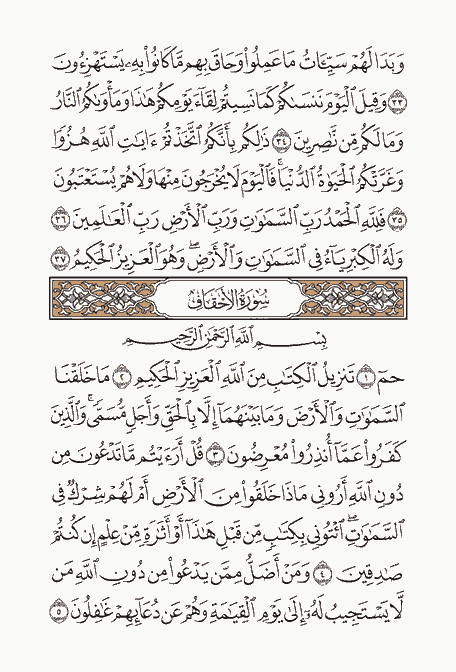 وَبَدَا لَهُمْ سَيِّـَٔاتُ مَا عَمِلُوا۟ وَحَاقَ بِهِم مَّا كَانُوا۟ بِهِۦ يَسْتَهْزِءُونَ
٣٣ وَقِيلَ ٱلْيَوْمَ نَنسَىٰكُمْ كَمَا نَسِيتُمْ لِقَآءَ يَوْمِكُمْ هَـٰذَا وَمَأْوَىٰكُمُ ٱلنَّارُ
وَمَا لَكُم مِّن نَّـٰصِرِينَ ٣٤ ذَٰلِكُم بِأَنَّكُمُ ٱتَّخَذْتُمْ ءَايَـٰتِ ٱللَّهِ هُزُوًا
وَغَرَّتْكُمُ ٱلْحَيَوٰةُ ٱلدُّنْيَا ۚ فَٱلْيَوْمَ لَا يُخْرَجُونَ مِنْهَا وَلَا هُمْ يُسْتَعْتَبُونَ
٣٥ فَلِلَّهِ ٱلْحَمْدُ رَبِّ ٱلسَّمَـٰوَٰتِ وَرَبِّ ٱلْأَرْضِ رَبِّ ٱلْعَـٰلَمِينَ ٣٦
وَلَهُ ٱلْكِبْرِيَآءُ فِى ٱلسَّمَـٰوَٰتِ وَٱلْأَرْضِ ۖ وَهُوَ ٱلْعَزِيزُ ٱلْحَكِيمُ ٣٧
سُورَةُ الأَحْقَافِ
بِسْمِ ٱللَّهِ ٱلرَّحْمَـٰنِ ٱلرَّحِيمِ
حمٓ ١ تَنزِيلُ ٱلْكِتَـٰبِ مِنَ ٱللَّهِ ٱلْعَزِيزِ ٱلْحَكِيمِ ٢ مَا خَلَقْنَا
ٱلسَّمَـٰوَٰتِ وَٱلْأَرْضَ وَمَا بَيْنَهُمَآ إِلَّا بِٱلْحَقِّ وَأَجَلٍ مُّسَمًّى ۚ وَٱلَّذِينَ
كَفَرُوا۟ عَمَّآ أُنذِرُوا۟ مُعْرِضُونَ ٣ قُلْ أَرَءَيْتُم مَّا تَدْعُونَ مِن
دُونِ ٱللَّهِ أَرُونِى مَاذَا خَلَقُوا۟ مِنَ ٱلْأَرْضِ أَمْ لَهُمْ شِرْكٌ فِى
ٱلسَّمَـٰوَٰتِ ۖ ٱئْتُونِى بِكِتَـٰبٍ مِّن قَبْلِ هَـٰذَآ أَوْ أَثَـٰرَةٍ مِّنْ عِلْمٍ إِن كُنتُمْ
صَـٰدِقِينَ ٤ وَمَنْ أَضَلُّ مِمَّن يَدْعُوا۟ مِن دُونِ ٱللَّهِ مَن
لَّا يَسْتَجِيبُ لَهُۥٓ إِلَىٰ يَوْمِ ٱلْقِيَـٰمَةِ وَهُمْ عَن دُعَآئِهِمْ غَـٰفِلُونَ ٥